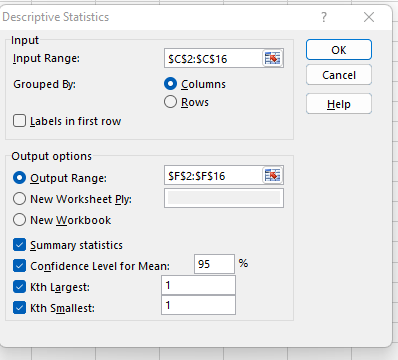 Descriptive Statistics ? ×
Input
Input Range: $C$2:$C$16 OK
Cancel
Grouped By: Columns
Rows
Help
Labels in first row
Output options
Output Range: $F$2:$F$16
New Worksheet Ply:
New Workbook
Summary statistics
Confidence Level for Mean: 95 %
Kth Largest: 1
Kth Smallest: 1